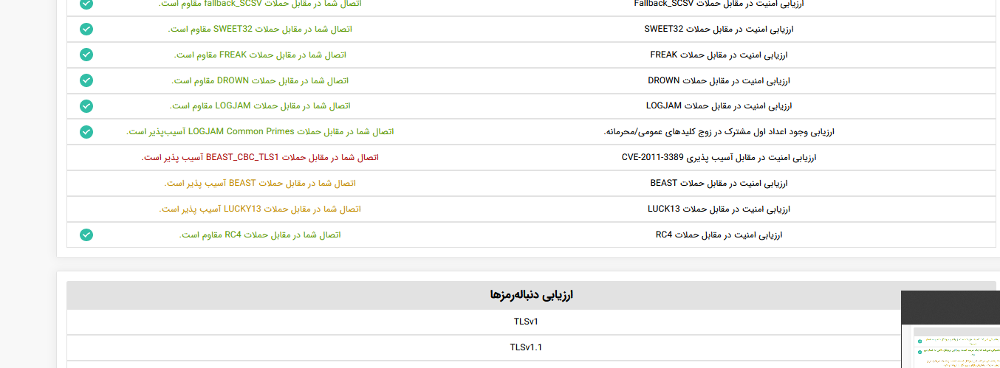 ارزیابی امنیت در مقابل حملات Fallback_SCSV اتصال شما در مقابل حملات fallback_SCSV مقاوم است.
ارزیابی امنیت در مقابل حملات SWEET32 اتصال شما در مقابل حملات SWEET32 مقاوم است.
ارزیابی امنیت در مقابل حملات FREAK اتصال شما در مقابل حملات FREAK مقاوم است.
ارزیابی امنیت در مقابل حملات DROWN اتصال شما در مقابل حملات DROWN مقاوم است.
ارزیابی امنیت در مقابل حملات LOGJAM اتصال شما در مقابل حملات LOGJAM مقاوم است.
ارزیابی وجود اعداد اول مشترک در زوج کلیدهای عمومی/محرمانه. اتصال شما در مقابل حملات LOGJAM Common Primes آسیب‌پذیر است.
ارزیابی امنیت در مقابل آسیب پذیری CVE-2011-3389 اتصال شما در مقابل حملات BEAST_CBC_TLS1 آسیب پذیر است.
ارزیابی امنیت در مقابل حملات BEAST اتصال شما در مقابل حملات BEAST آسیب پذیر است.
ارزیابی امنیت در مقابل حملات LUCK13 اتصال شما در مقابل حملات LUCKY13 آسیب پذیر است.
ارزیابی امنیت در مقابل حملات RC4 اتصال شما در مقابل حملات RC4 مقاوم است.
ارزیابی دنباله‌رمزها
TLSv1
TLSv1.1